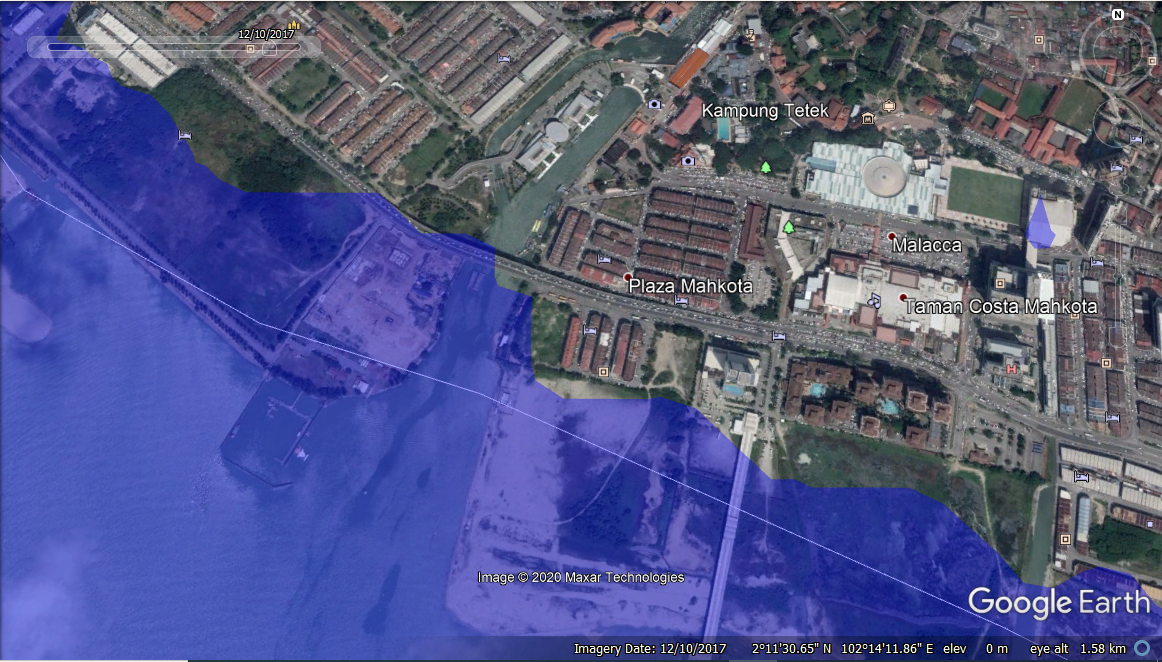 12/10/2017
N
Kampung Tetek
Malacca
Plaza Mahkota
Taman Costa Mahkota
H
Image © 2020 Maxar Technologies
Google Earth
Imagery Date: 12/10/2017 2°11'30.65" N 102°14'11.86" E elev 0 m eye alt 1.58 km